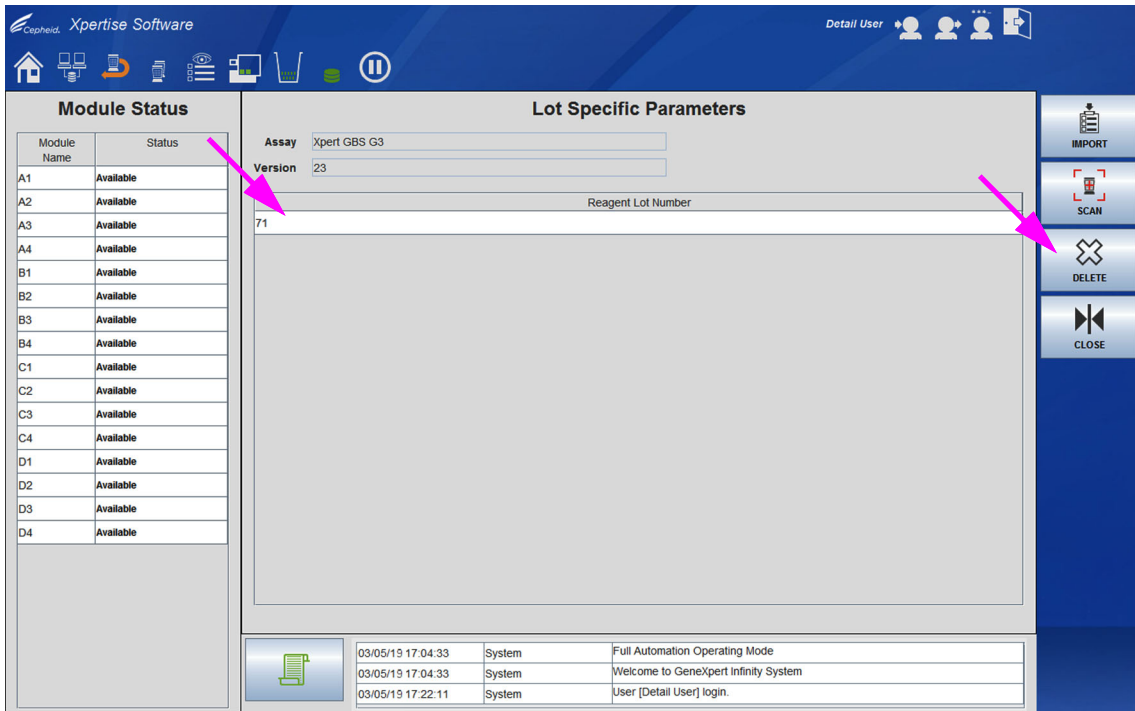 Cepheid. Xpertise Software
Detail User
Module Status
Module Name Status
A1 Available
A2 Available
A3 Available
A4 Available
B1 Available
B2 Available
B3 Available
B4 Available
C1 Available
C2 Available
C3 Available
C4 Available
D1 Available
D2 Available
D3 Available
D4 Available
Lot Specific Parameters
Assay Xpert GBS G3
Version 23
Reagent Lot Number
71
IMPORT
SCAN
DELETE
CLOSE
03/05/19 17:04:33 System Full Automation Operating Mode
03/05/19 17:04:33 System Welcome to GeneXpert Infinity System
03/05/19 17:22:11 System User [Detail User] login.